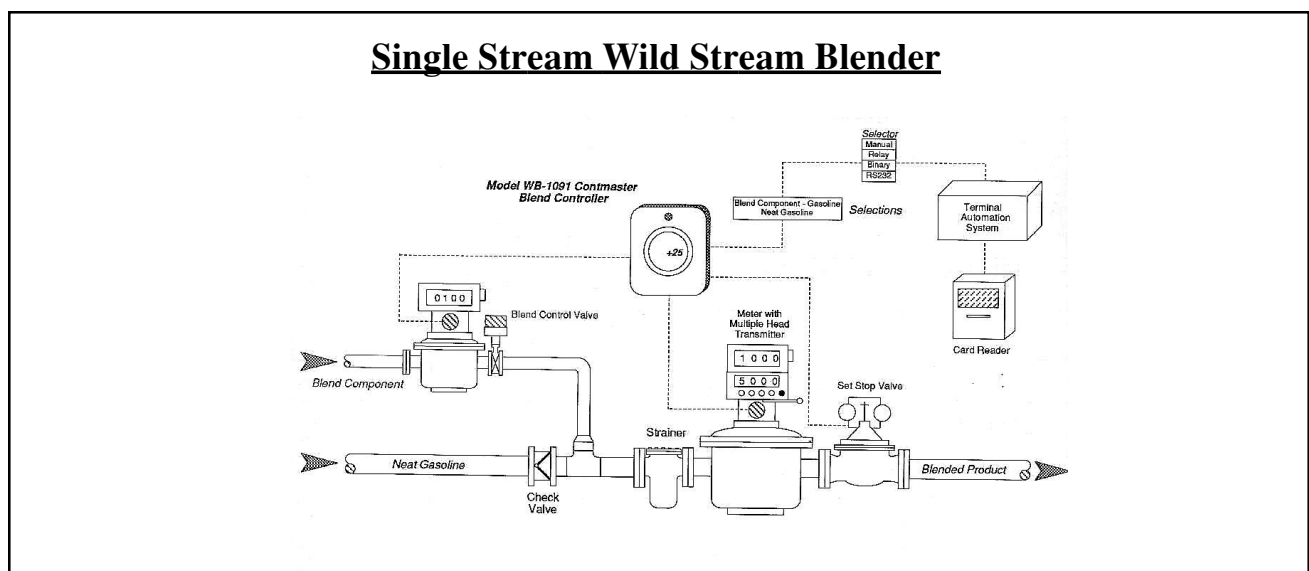 Single Stream Wild Stream Blender
Selector
Manual
Relay
Binary
RS232
Model WB-1091 Contmaster
Blend Controller
Blend Component - Gasoline
Neat Gasoline
Selections
Terminal
Automation
System
+25
0100
Blend Control Valve
Meter with
Multiple Head
Transmitter
Card Reader
1000
5000
Blend Component
Set Stop Valve
Strainer
Neat Gasoline
Blended Product
Check
Valve